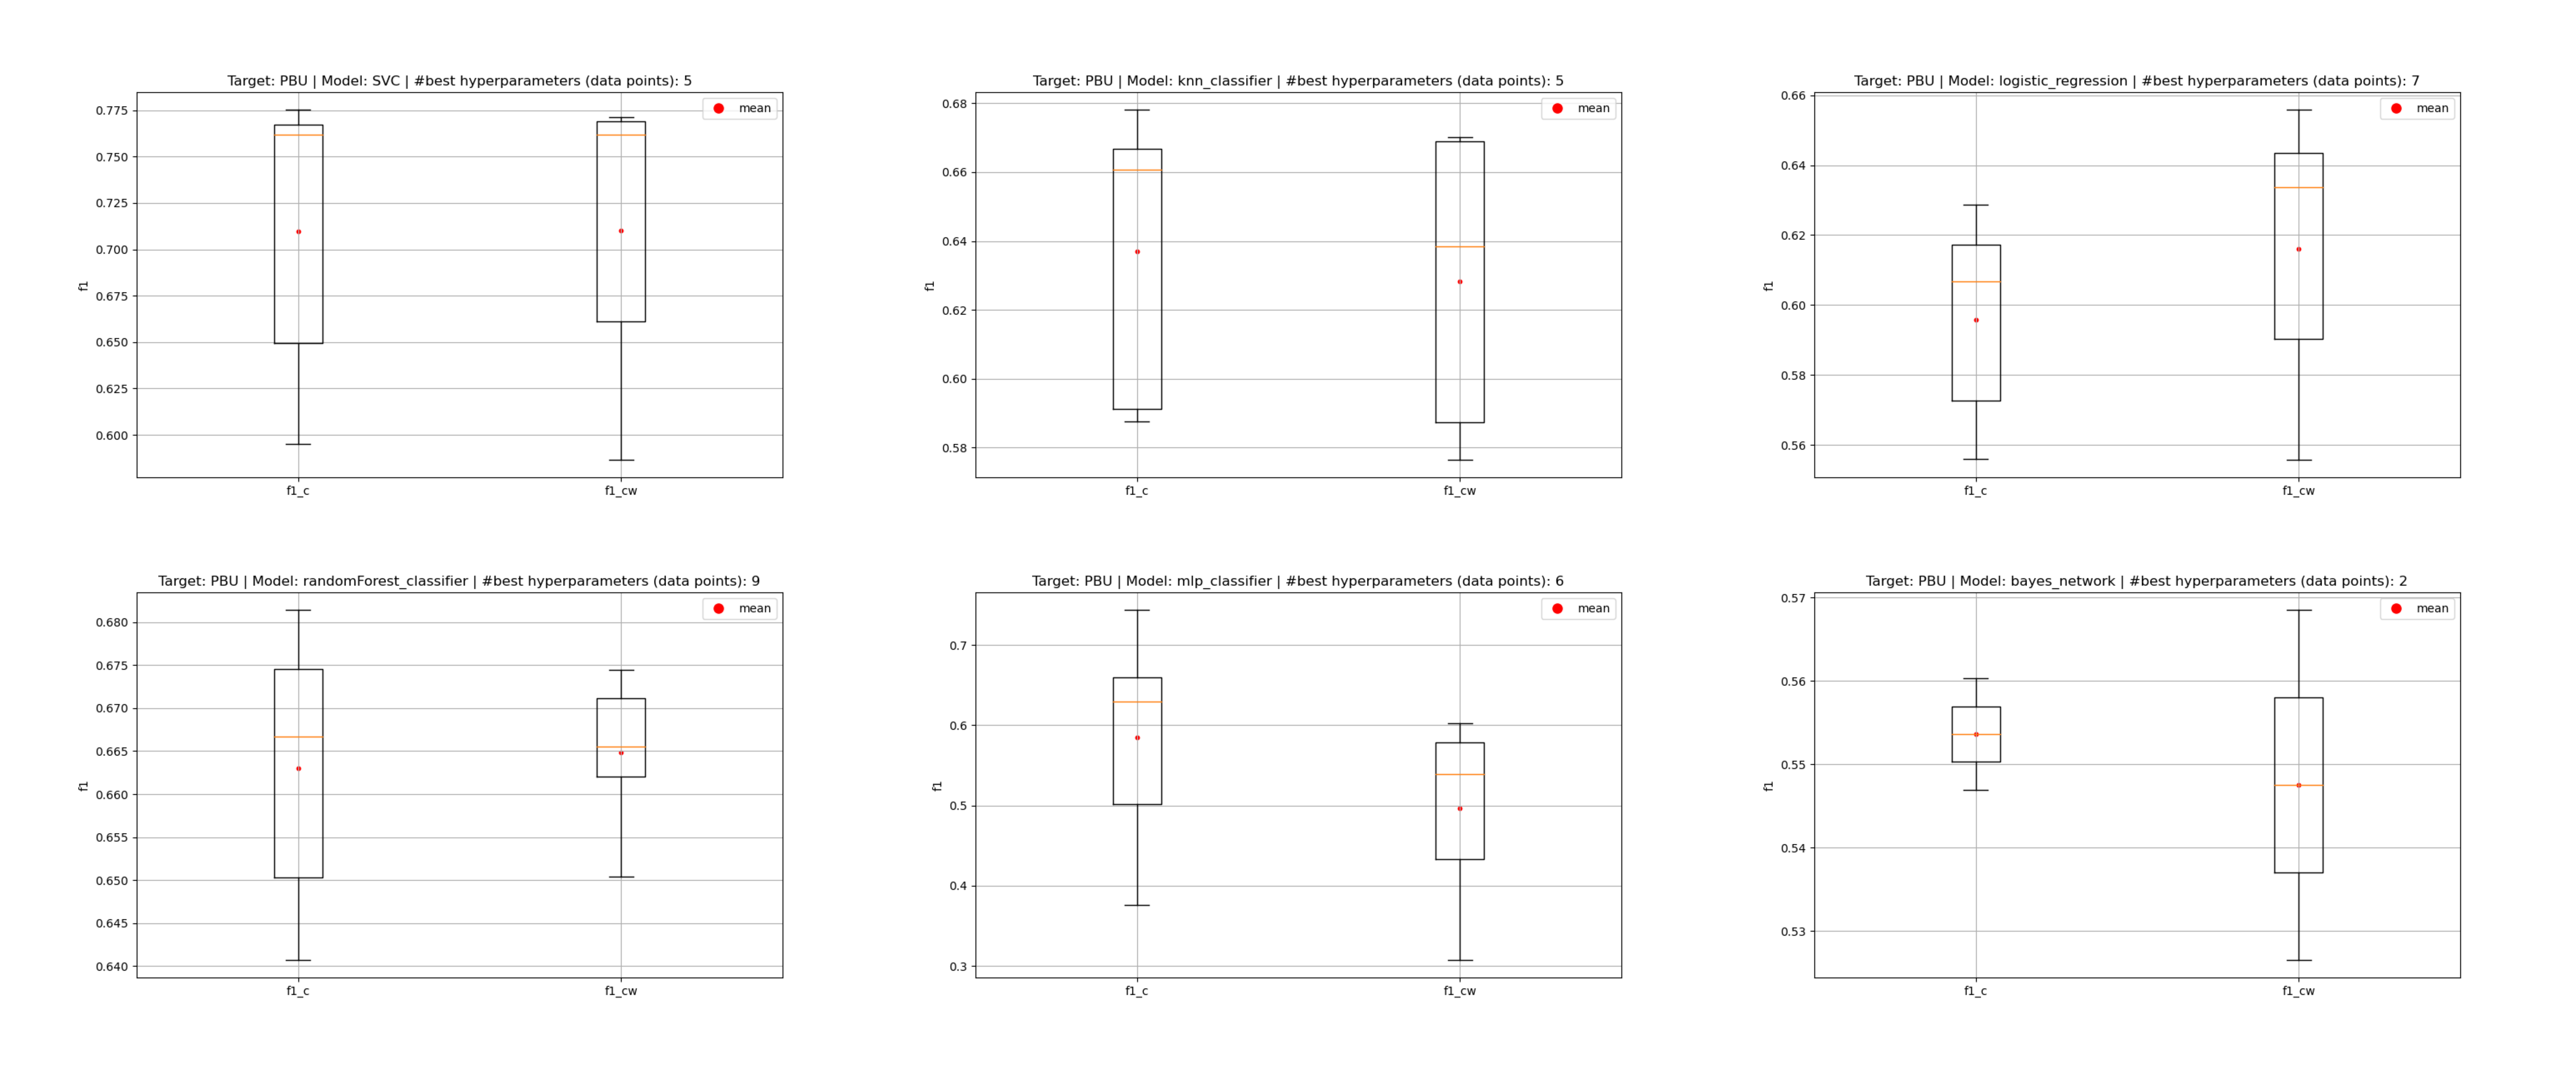 Target: PBU | Model: SVC | #best hyperparameters (data points): 5
mean
0.775
0.750
0.725
0.700
0.675
0.650
0.625
0.600
f1
f1_c f1_cw
Target: PBU | Model: knn_classifier | #best hyperparameters (data points): 5
mean
0.68
0.66
0.64
0.62
0.60
0.58
f1
f1_c f1_cw
Target: PBU | Model: logistic_regression | #best hyperparameters (data points): 7
mean
0.66
0.64
0.62
0.60
0.58
0.56
f1
f1_c f1_cw
Target: PBU | Model: randomForest_classifier | #best hyperparameters (data points): 9
mean
0.680
0.675
0.670
0.665
0.660
0.655
0.650
0.645
0.640
f1
f1_c f1_cw
Target: PBU | Model: mlp_classifier | #best hyperparameters (data points): 6
mean
0.7
0.6
0.5
0.4
0.3
f1
f1_c f1_cw
Target: PBU | Model: bayes_network | #best hyperparameters (data points): 2
mean
0.57
0.56
0.55
0.54
0.53
f1
f1_c f1_cw